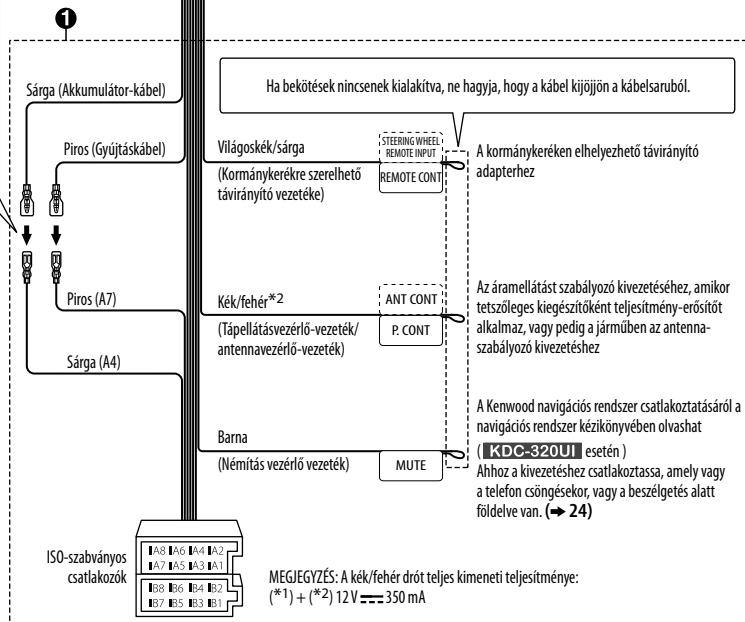 1
Ha bekötések nincsenek kialakítva, ne hagyja, hogy a kábel kijöjjön a kábelsaruból.
Sárga (Akkumulátor-kábel)
Piros (Gyújtáskábel)
Világoskék/sárga
(Kormánykerékre szerelhető
távirányító vezetéke)
STEERING WHEEL
REMOTE INPUT
REMOTE CONT
A kormánykeréken elhelyezhető távirányító
adapterhez
Piros (A7)
Sárga (A4)
Kék/fehér*2
(Tápellátásvezérlő-vezeték/
antennavezérlő-vezeték)
ANT CONT
P. CONT
Az áramellátást szabályozó kivezetéséhez, amikor
tetszőleges kiegészítőként teljesítmény-erősítőt
alkalmaz, vagy pedig a járműben az antenna-
szabályozó kivezetéshez
Barna
(Némítás vezérlő vezeték)
MUTE
A Kenwood navigációs rendszer csatlakoztatásáról a
navigációs rendszer kézikönyvében olvashat
( KDC-320UI esetén )
Ahhoz a kivezetéshez csatlakoztassa, amely vagy
a telefon csöngésekor, vagy a beszélgetés alatt
földelve van. (➔ 24)
ISO-szabványos
csatlakozók
A8 A6 A4 A2
A7 A5 A3 A1
B8 B6 B4 B2
B7 B5 B3 B1
MEGJEGYZÉS: A kék/fehér drót teljes kimeneti teljesítménye:
(*1) + (*2) 12 V ⎓ 350 mA